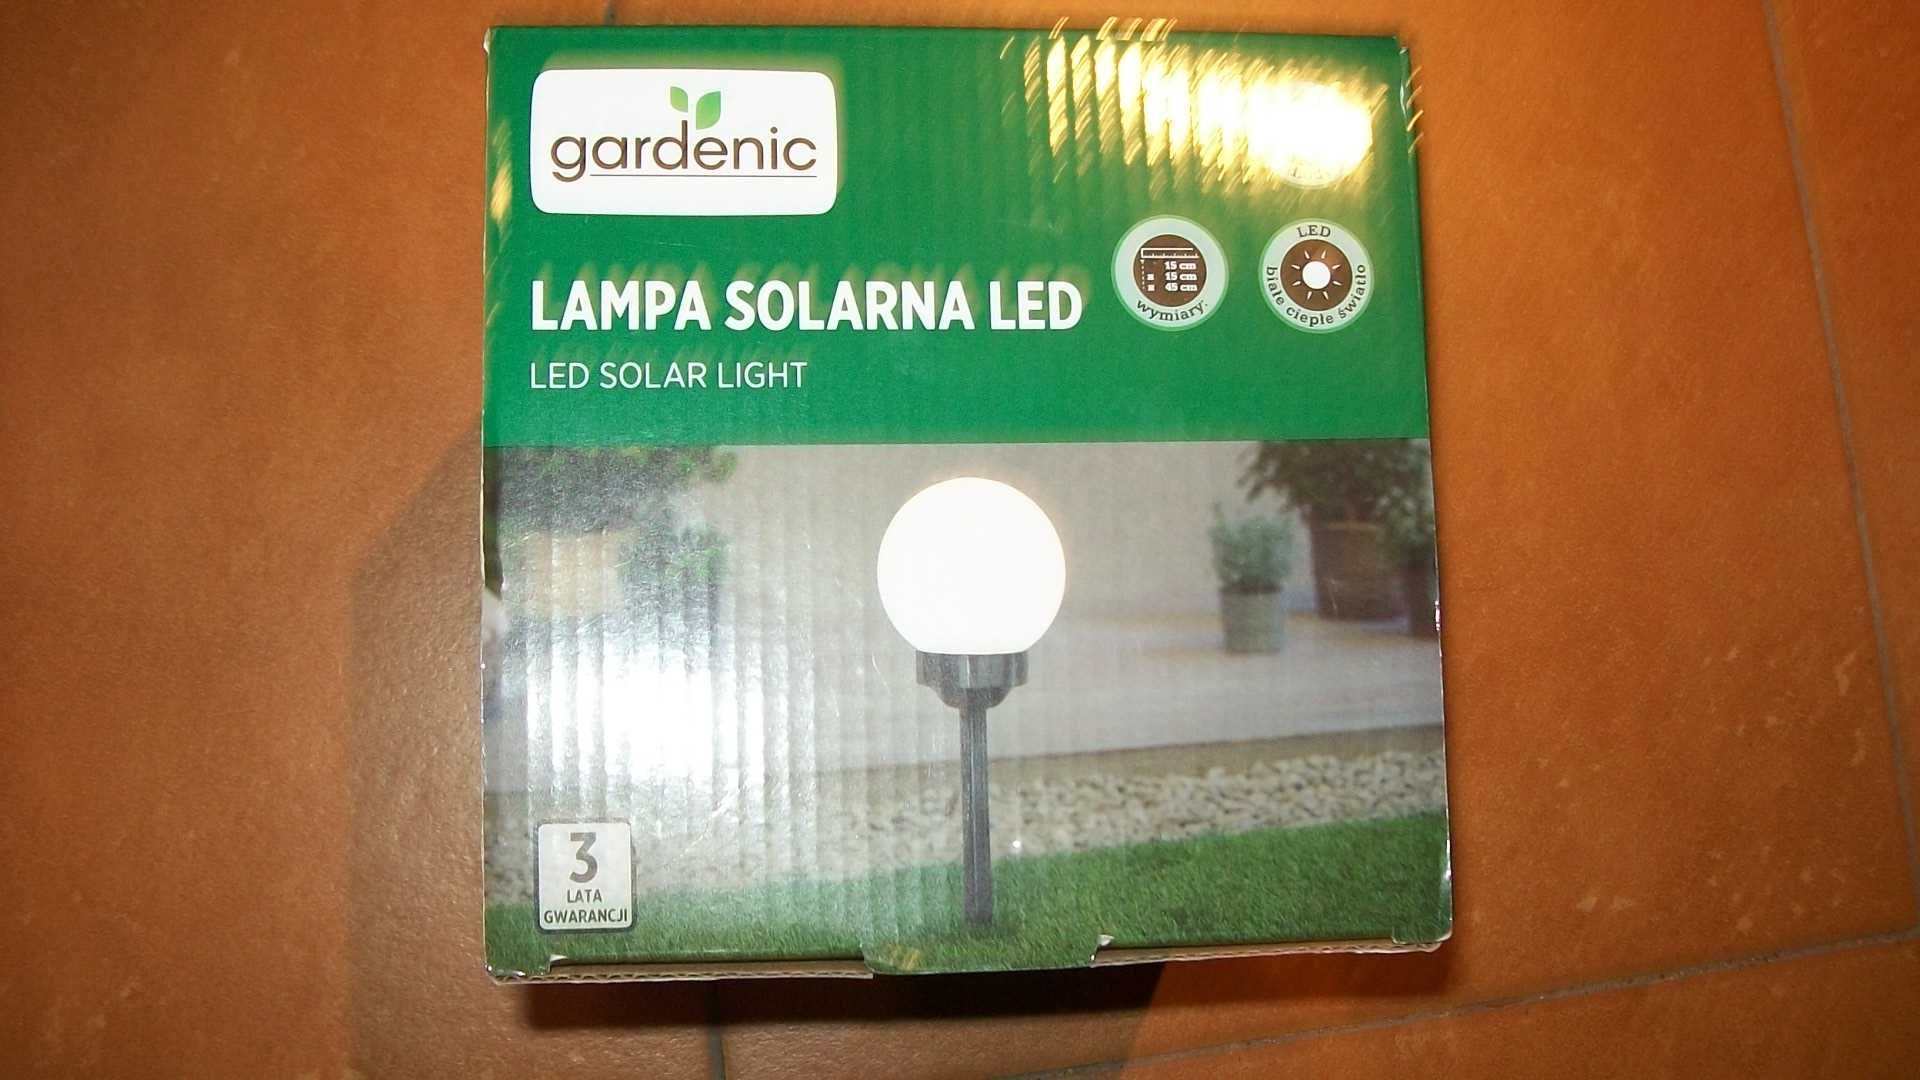 gardenic
LAMPA SOLARNA LED
LED SOLAR LIGHT
15 cm
x 15 cm
x 45 cm
wymiary:
LED
białe ciepłe światło
3
LATA
GWARANCJI